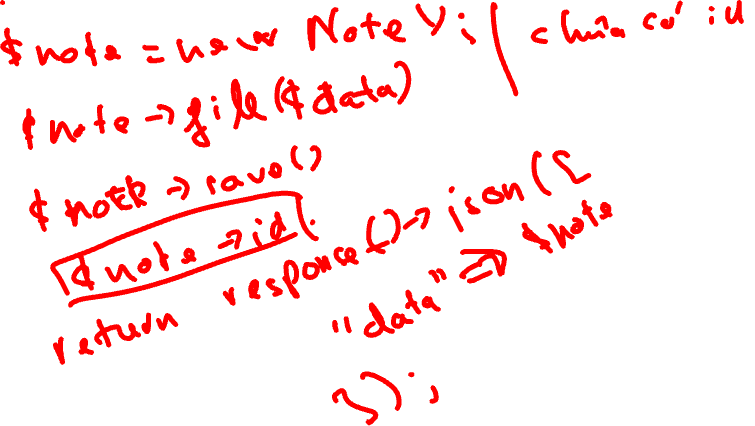 $note = new Note(); / chưa có id
$note->fill($data)
$note->save()
$note->id
return response()->json([
"data" => $note
]);